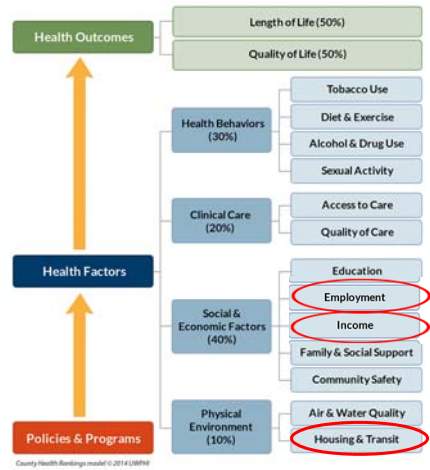 Health Outcomes
Length of Life (50%)
Quality of Life (50%)
Health Behaviors
(30%)
Tobacco Use
Diet & Exercise
Alcohol & Drug Use
Sexual Activity
Clinical Care
(20%)
Access to Care
Quality of Care
Health Factors
Social &
Economic Factors
(40%)
Education
Employment
Income
Family & Social Support
Community Safety
Physical
Environment
(10%)
Air & Water Quality
Housing & Transit
Policies & Programs
County Health Rankings model © 2014 UWPHI